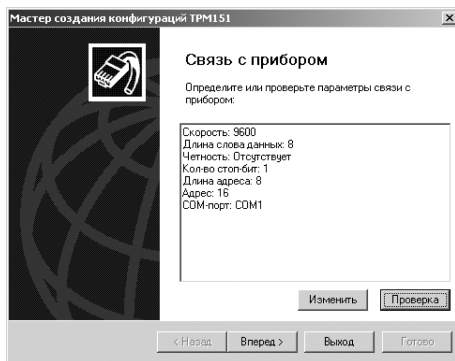 Мастер создания конфигураций ТРМ151
Связь с прибором
Определите или проверьте параметры связи с
прибором:
Скорость: 9600
Длина слова данных: 8
Четность: Отсутствует
Кол-во стоп-бит: 1
Длина адреса: 8
Адрес: 16
COM-порт: COM1
Изменить
Проверка
< Назад
Вперед >
Выход
Готово